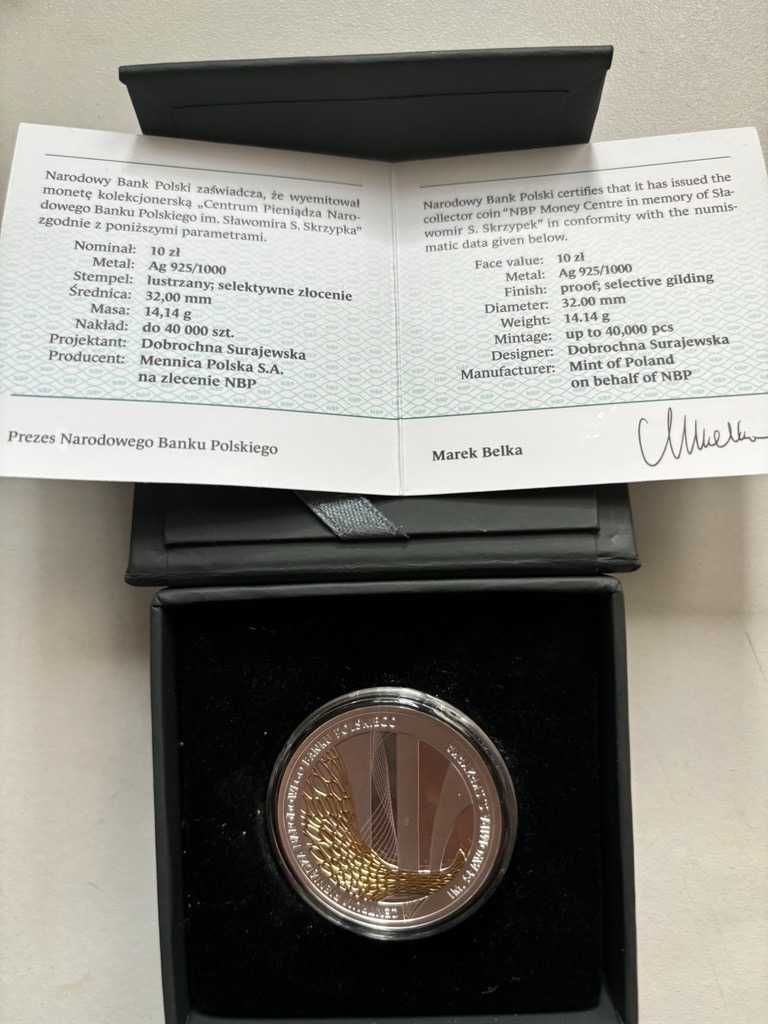 Narodowy Bank Polski zaświadcza, że wyemitował
monetę kolekcjonerską „Centrum Pieniądza Naro-
dowego Banku Polskiego im. Sławomira S. Skrzypka”
zgodnie z poniższymi parametrami.
Nominał: 10 zł
Metal: Ag 925/1000
Stempel: lustrzany; selektywne złocenie
Średnica: 32,00 mm
Masa: 14,14 g
Nakład: do 40 000 szt.
Projektant: Dobrochna Surajewska
Producent: Mennica Polska S.A.
na zlecenie NBP
Prezes Narodowego Banku Polskiego
Narodowy Bank Polski certifies that it has issued the
collector coin “NBP Money Centre in memory of Sła-
womir S. Skrzypek” in conformity with the numis-
matic data given below.
Face value: 10 zł
Metal: Ag 925/1000
Finish: proof; selective gilding
Diameter: 32.00 mm
Weight: 14.14 g
Mintage: up to 40,000 pcs
Designer: Dobrochna Surajewska
Manufacturer: Mint of Poland
on behalf of NBP
Marek Belka
CENTRUM PIENIĄDZA NARODOWEGO BANKU POLSKIEGO
IM. SŁAWOMIRA S. SKRZYPKA